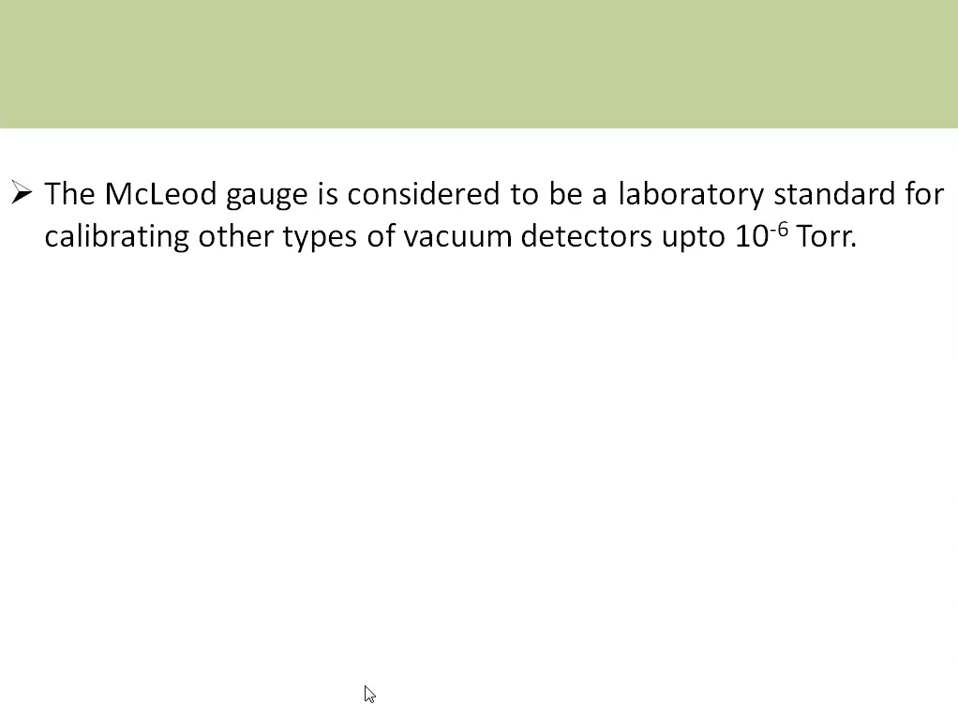 ➢ The McLeod gauge is considered to be a laboratory standard for
calibrating other types of vacuum detectors upto 10⁻⁶ Torr.